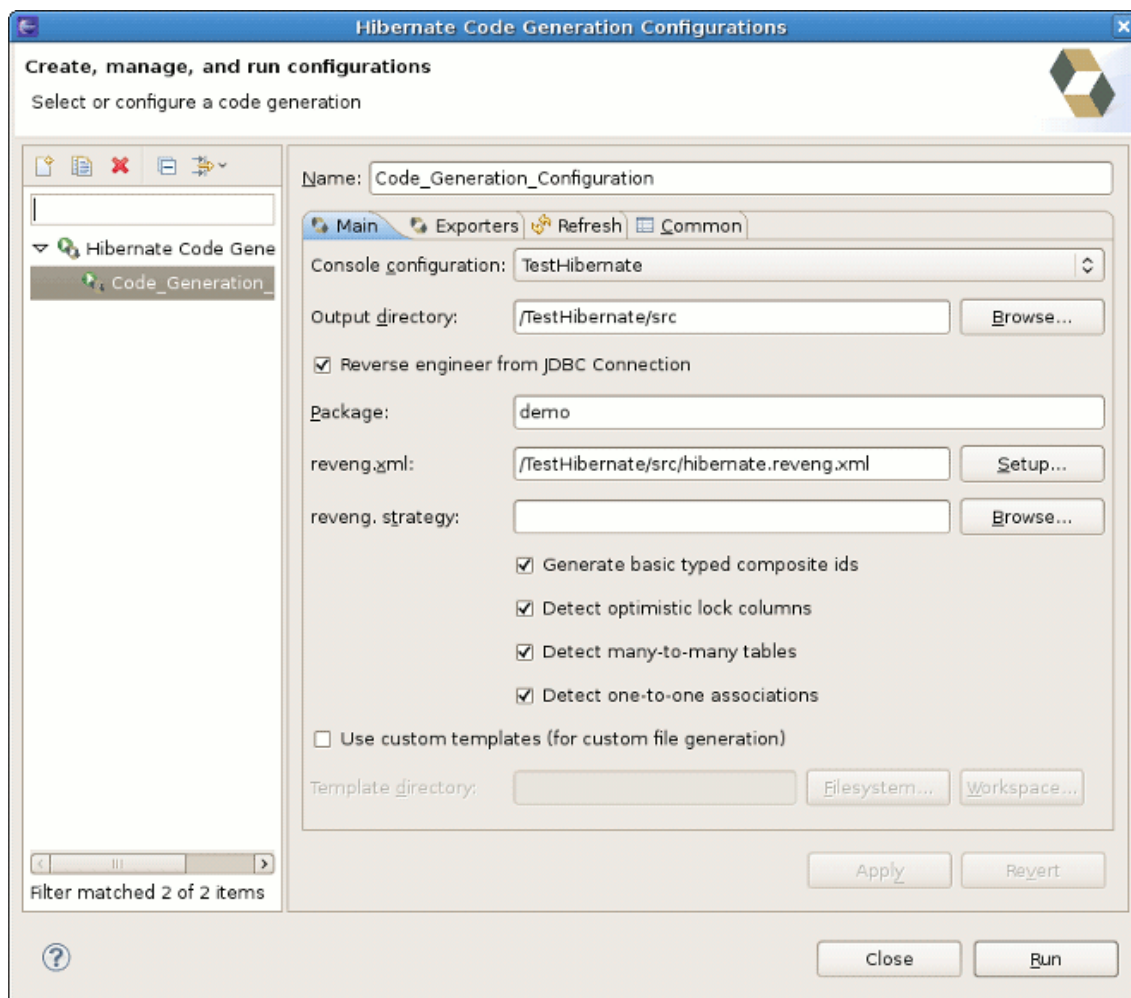 Hibernate Code Generation Configurations
Create, manage, and run configurations
Select or configure a code generation
Name: Code_Generation_Configuration
Main Exporters Refresh Common
Hibernate Code Gene
Code_Generation_
Console configuration: TestHibernate
Output directory: /TestHibernate/src Browse...
Reverse engineer from JDBC Connection
Package: demo
reveng.xml: /TestHibernate/src/hibernate.reveng.xml Setup...
reveng. strategy: Browse...
Generate basic typed composite ids
Detect optimistic lock columns
Detect many-to-many tables
Detect one-to-one associations
Use custom templates (for custom file generation)
Template directory: Filesystem... Workspace...
Filter matched 2 of 2 items
Apply Revert
Close Run